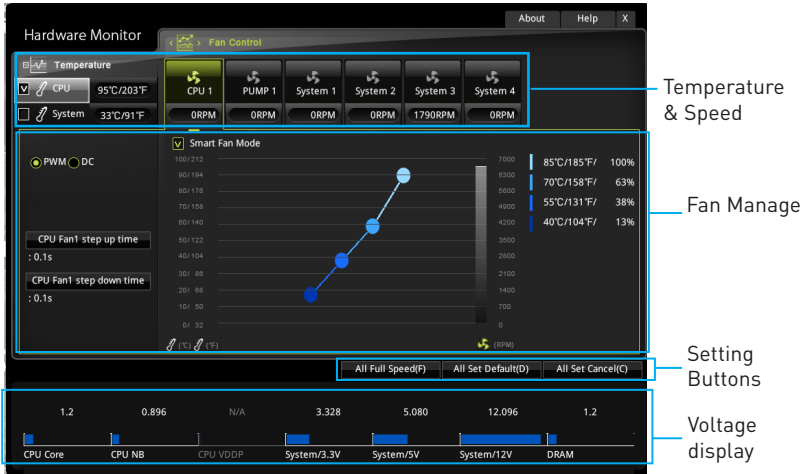 About Help X
Hardware Monitor
Fan Control
Temperature
CPU 95℃/203℉
System 33℃/91℉
CPU 1 PUMP 1 System 1 System 2 System 3 System 4
0RPM 0RPM 0RPM 0RPM 1790RPM 0RPM
Temperature
& Speed
Smart Fan Mode
PWM DC
CPU Fan1 step up time
: 0.1s
CPU Fan1 step down time
: 0.1s
100/212 7000
90/194 6300
80/176 5600
70/158 4900
60/140 4200
50/122 3500
40/104 2800
30/ 86 2100
20/ 68 1400
10/ 50 700
0/ 32 0
(℃) (℉) (RPM)
85℃/185℉/ 100%
70℃/158℉/ 63%
55℃/131℉/ 38%
40℃/104℉/ 13%
Fan Manage
All Full Speed(F) All Set Default(D) All Set Cancel(C)
Setting
Buttons
1.2 0.896 N/A 3.328 5.080 12.096 1.2
CPU Core CPU NB CPU VDDP System/3.3V System/5V System/12V DRAM
Voltage
display